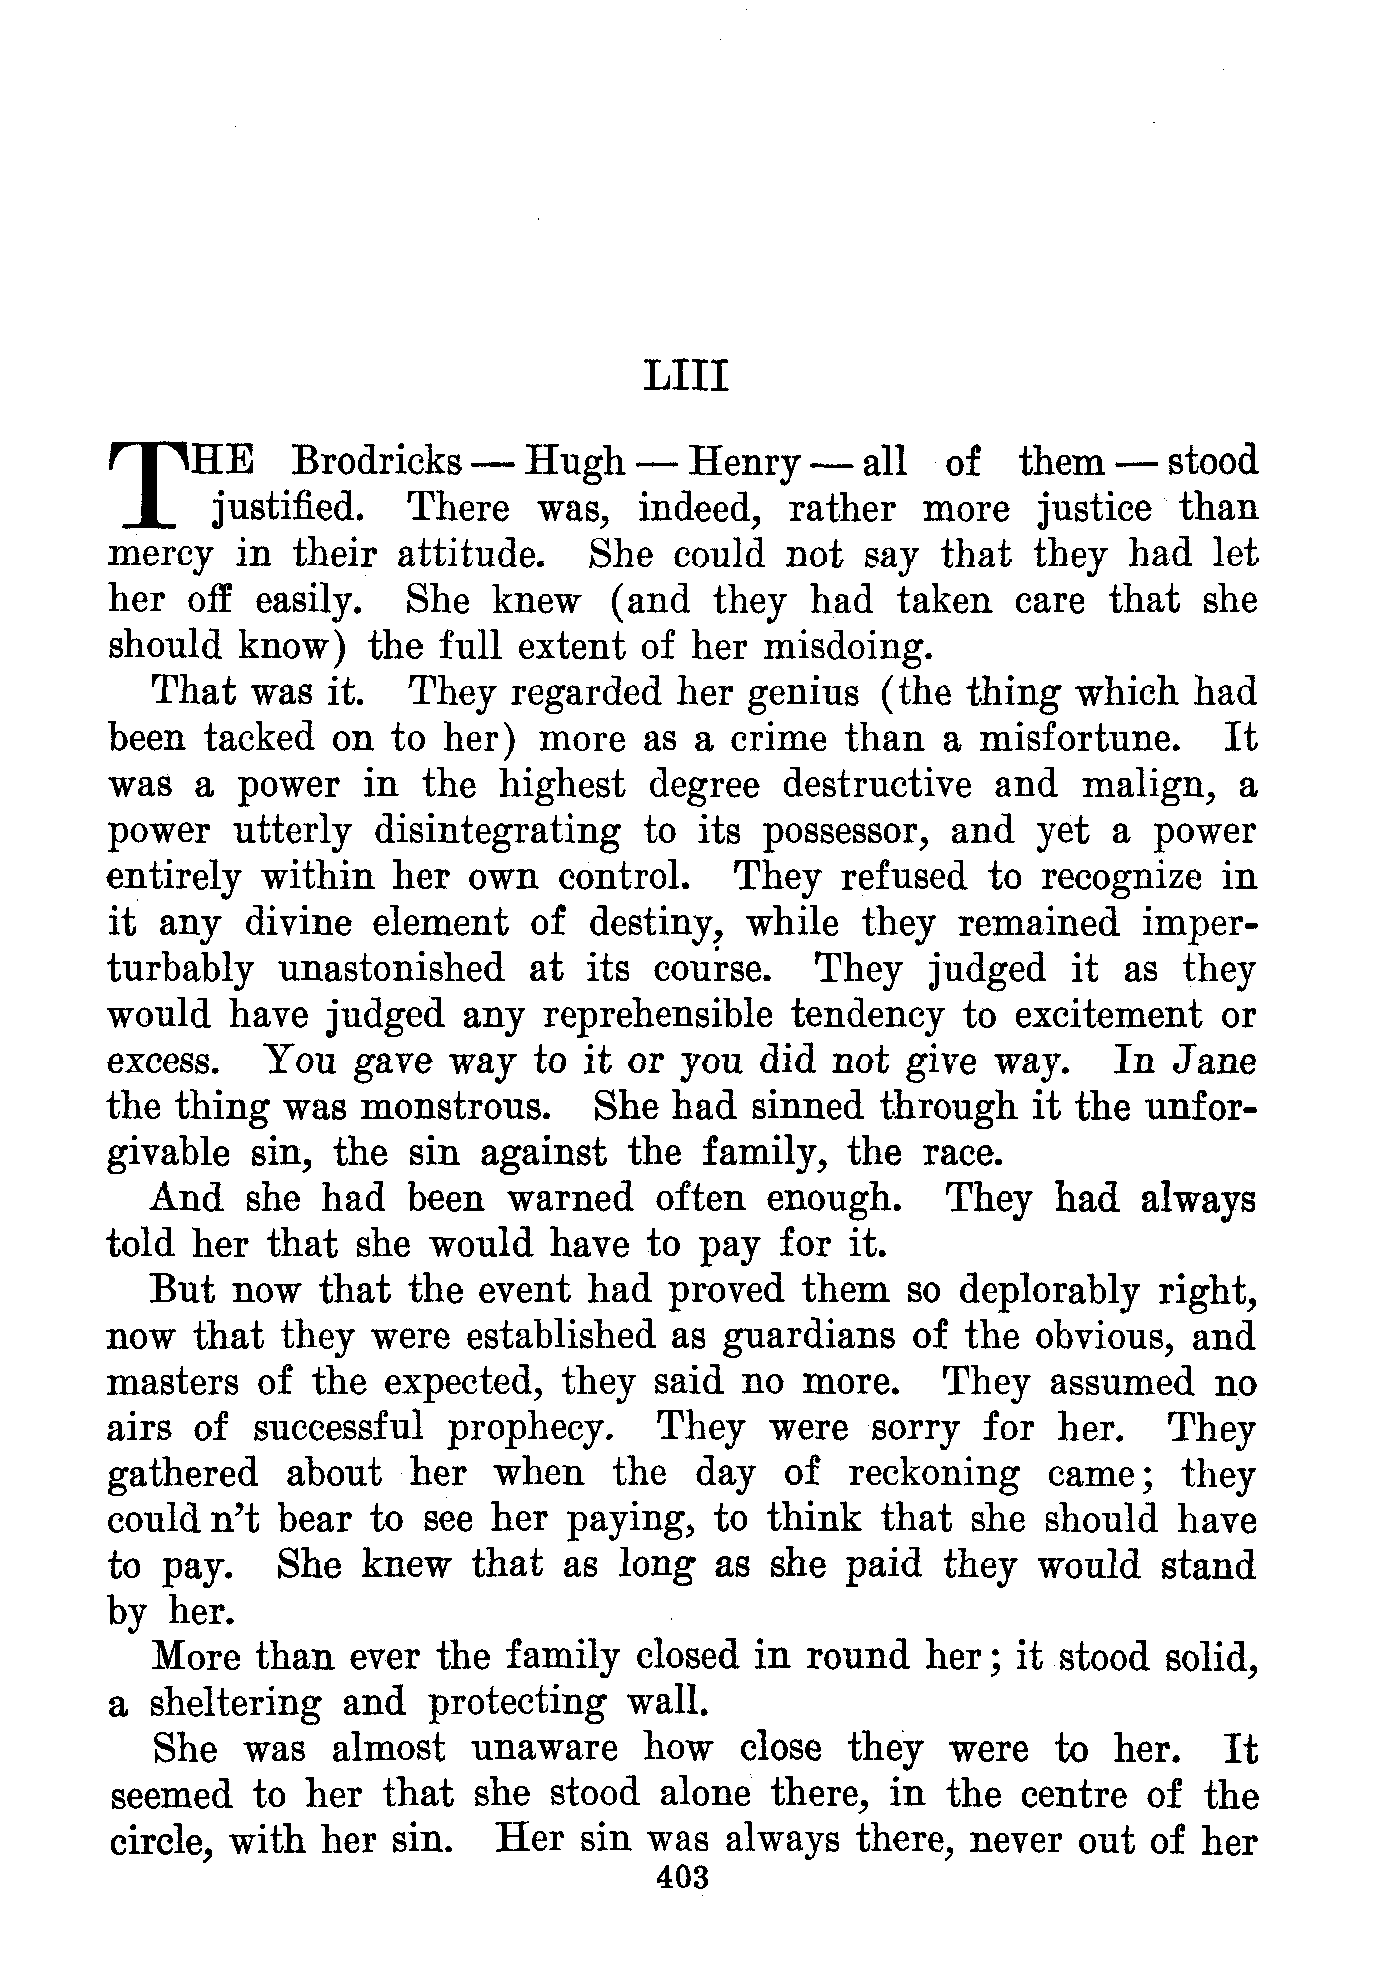 LIII
THE Brodricks — Hugh — Henry — all of them — stood
justified. There was, indeed, rather more justice than
mercy in their attitude. She could not say that they had let
her off easily. She knew (and they had taken care that she
should know) the full extent of her misdoing.
That was it. They regarded her genius (the thing which had
been tacked on to her) more as a crime than a misfortune. It
was a power in the highest degree destructive and malign, a
power utterly disintegrating to its possessor, and yet a power
entirely within her own control. They refused to recognize in
it any divine element of destiny, while they remained imper-
turbably unastonished at its course. They judged it as they
would have judged any reprehensible tendency to excitement or
excess. You gave way to it or you did not give way. In Jane
the thing was monstrous. She had sinned through it the unfor-
givable sin, the sin against the family, the race.
And she had been warned often enough. They had always
told her that she would have to pay for it.
But now that the event had proved them so deplorably right,
now that they were established as guardians of the obvious, and
masters of the expected, they said no more. They assumed no
airs of successful prophecy. They were sorry for her. They
gathered about her when the day of reckoning came; they
could n't bear to see her paying, to think that she should have
to pay. She knew that as long as she paid they would stand
by her.
More than ever the family closed in round her; it stood solid,
a sheltering and protecting wall.
She was almost unaware how close they were to her. It
seemed to her that she stood alone there, in the centre of the
circle, with her sin. Her sin was always there, never out of her
403